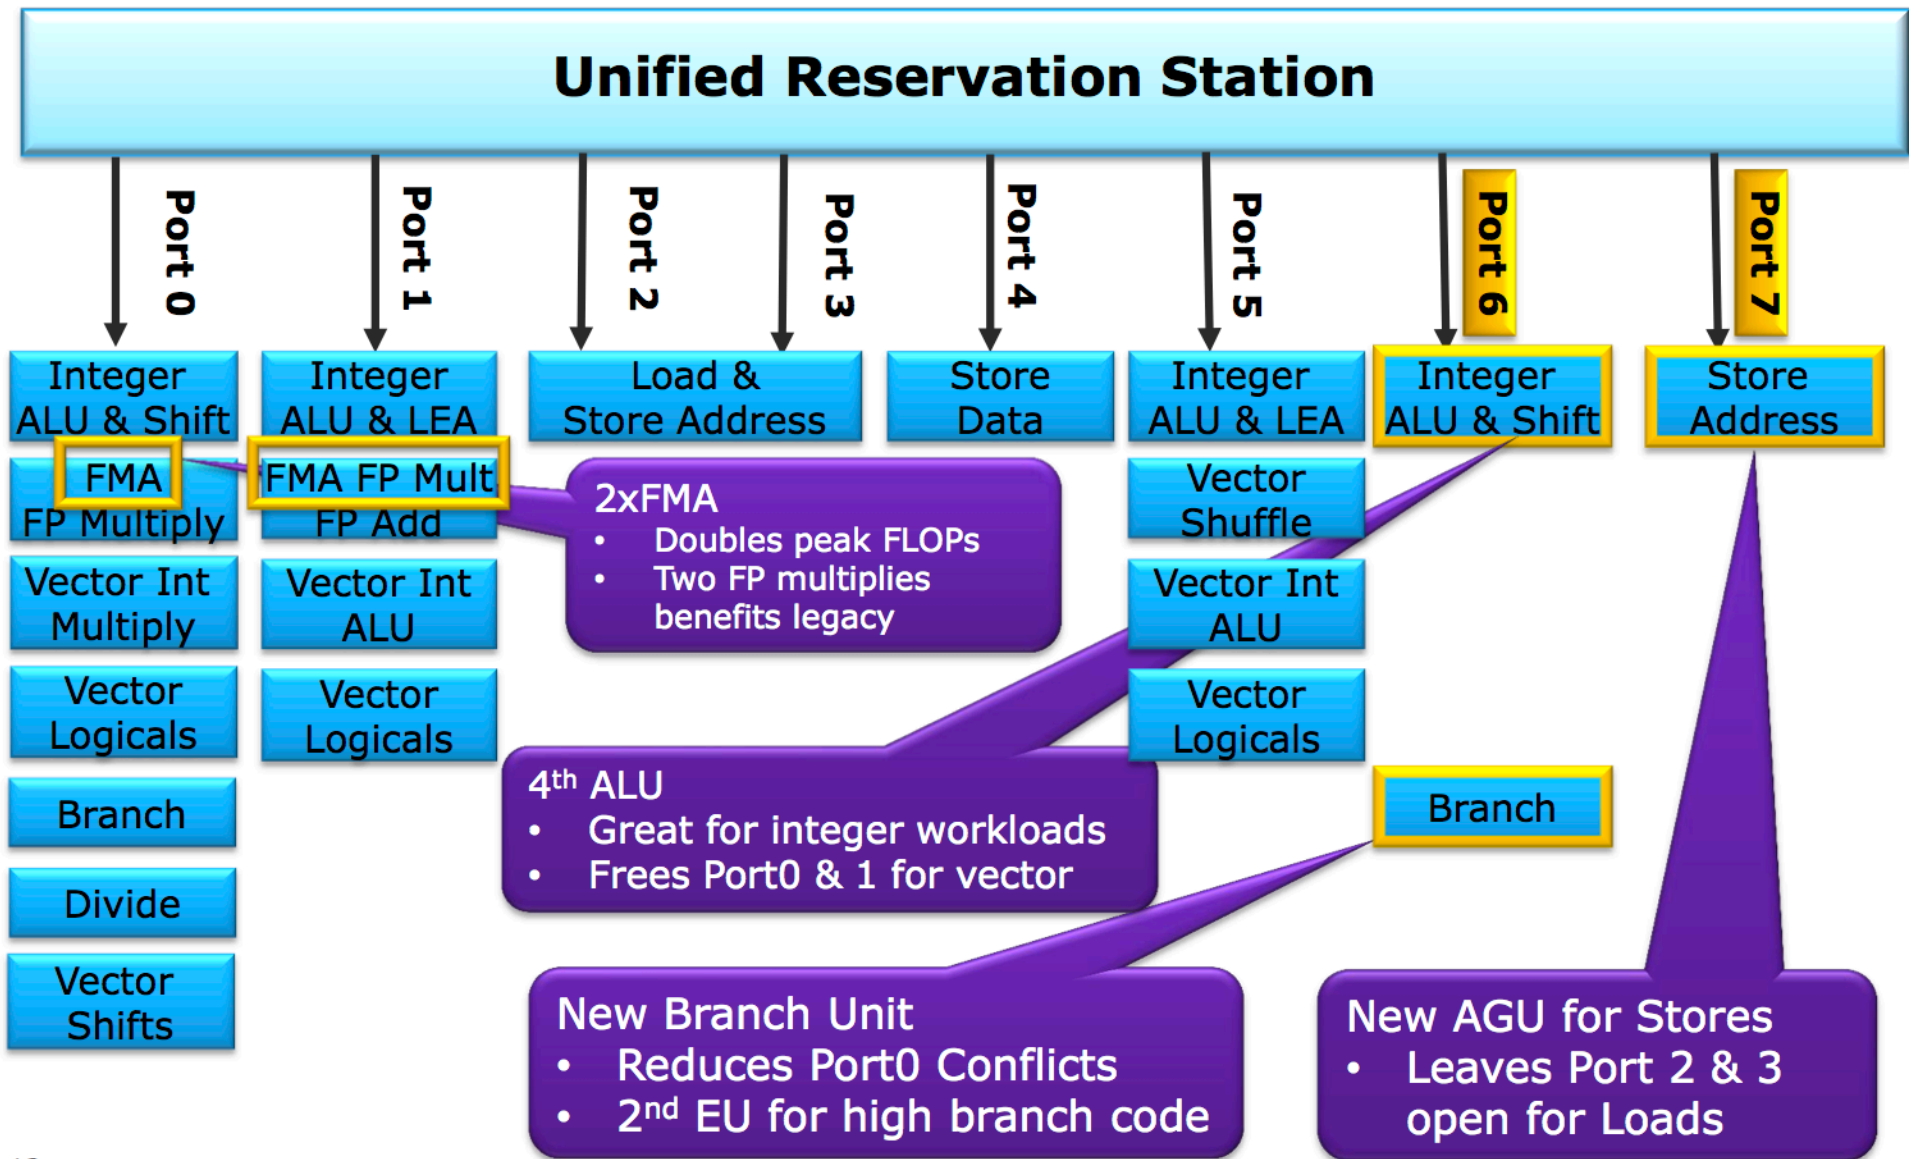 Unified Reservation Station
Port 0
Port 1
Port 2
Port 3
Port 4
Port 5
Port 6
Port 7
Integer
ALU & Shift
FMA
FP Multiply
Vector Int
Multiply
Vector
Logicals
Branch
Divide
Vector
Shifts
Integer
ALU & LEA
FMA FP Mult
FP Add
Vector Int
ALU
Vector
Logicals
Load &
Store Address
Store
Data
Integer
ALU & LEA
Vector
Shuffle
Vector Int
ALU
Vector
Logicals
Integer
ALU & Shift
Branch
Store
Address
2xFMA
• Doubles peak FLOPs
• Two FP multiplies
benefits legacy
4th ALU
• Great for integer workloads
• Frees Port0 & 1 for vector
New Branch Unit
• Reduces Port0 Conflicts
• 2nd EU for high branch code
New AGU for Stores
• Leaves Port 2 & 3
open for Loads